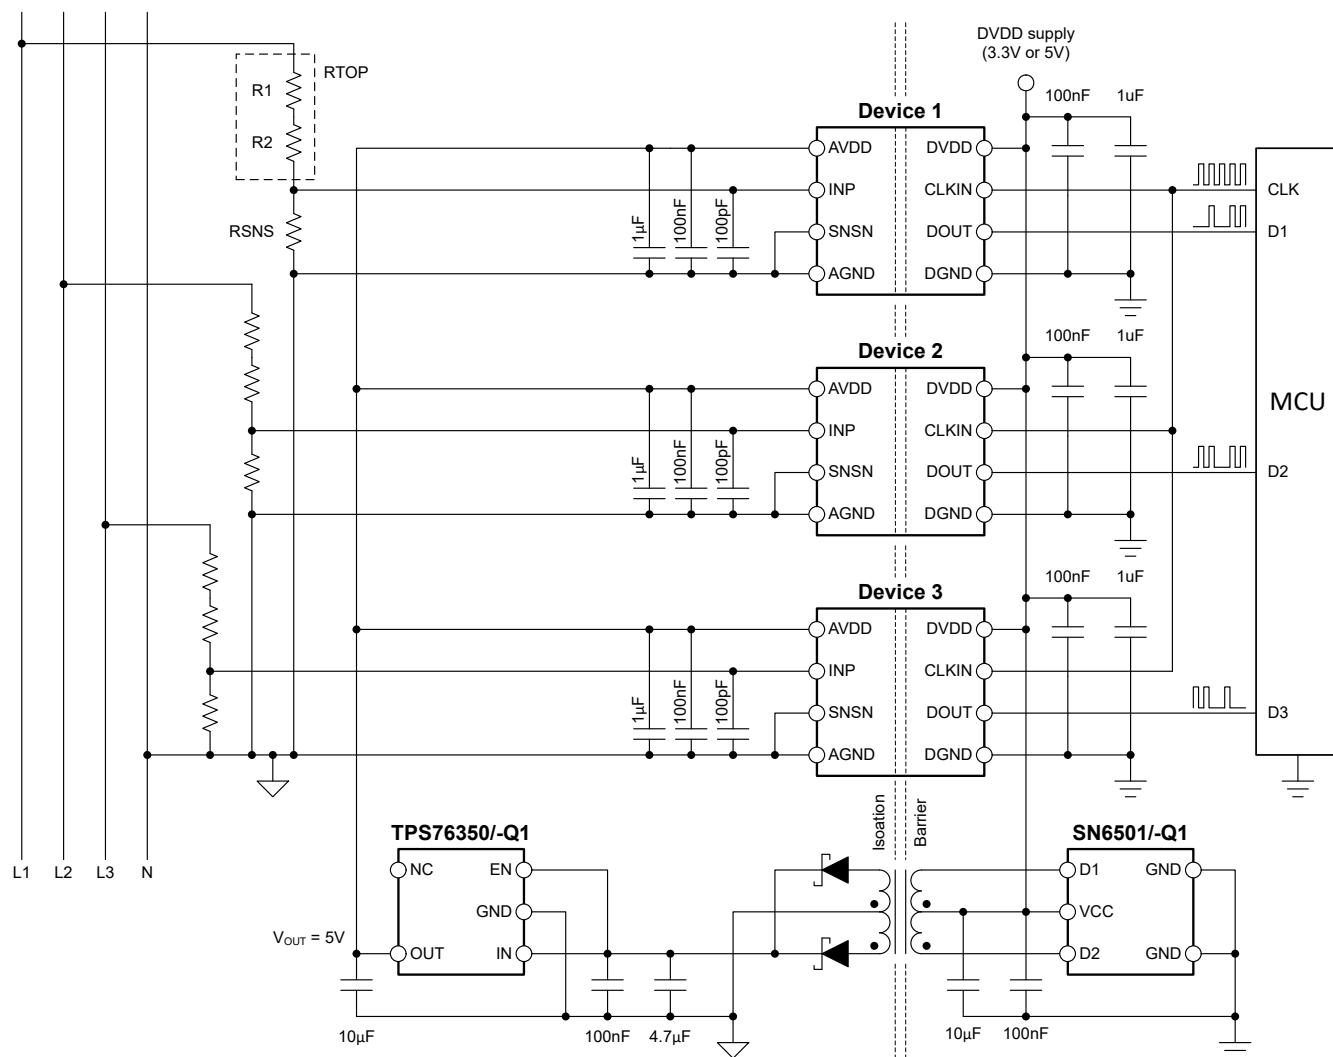 DVDD supply
(3.3V or 5V)
RTOP
R1
R2
RSNS
100nF
1uF
Device 1
AVDD
DVDD
INP
CLKIN
SNSN
DOUT
AGND
DGND
1µF
100nF
100pF
CLK
D1
100nF
1uF
Device 2
AVDD
DVDD
INP
CLKIN
SNSN
DOUT
AGND
DGND
1µF
100nF
100pF
MCU
D2
100nF
1uF
Device 3
AVDD
DVDD
INP
CLKIN
SNSN
DOUT
AGND
DGND
1µF
100nF
100pF
D3
Isoation
Barrier
L1
L2
L3
N
TPS76350/-Q1
NC
EN
GND
OUT
IN
VOUT = 5V
10µF
100nF
4.7µF
SN6501/-Q1
D1
GND
VCC
D2
GND
10µF
100nF